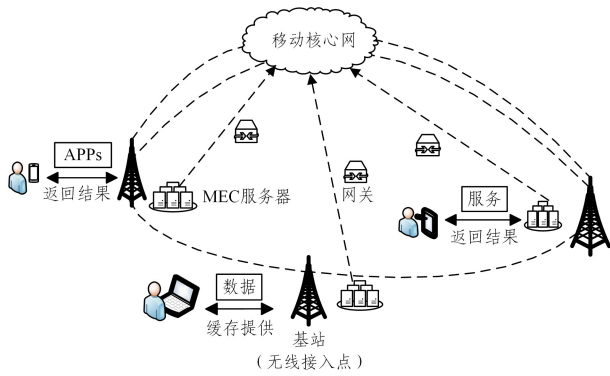 移动核心网
APPs
返回结果
MEC服务器
网关
服务
返回结果
数据
缓存提供
基站
(无线接入点)